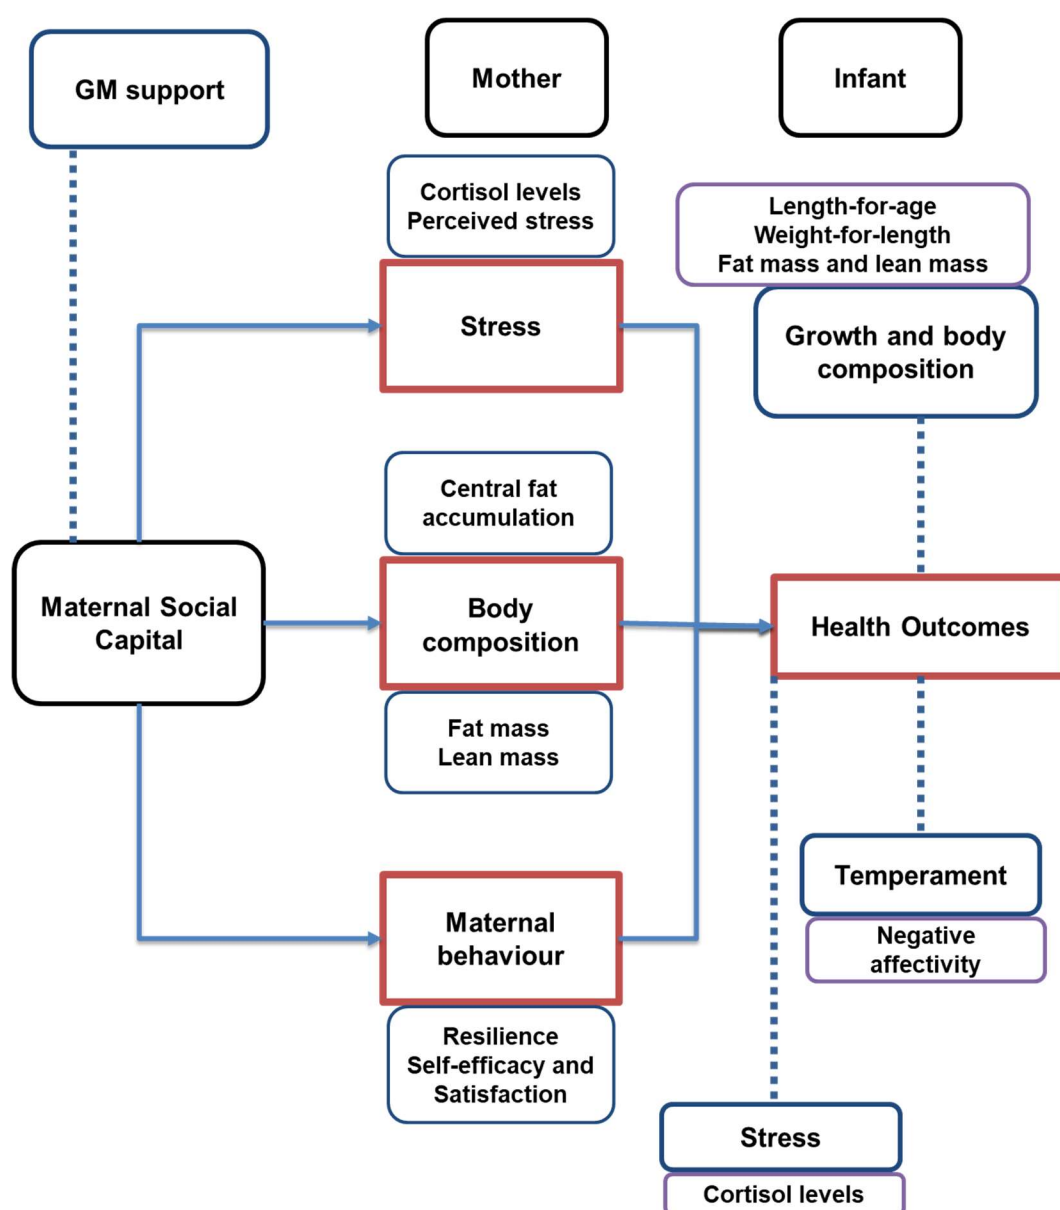 GM support
Mother
Infant
Cortisol levels
Perceived stress
Length-for-age
Weight-for-length
Fat mass and lean mass
Stress
Growth and body
composition
Central fat
accumulation
Maternal Social
Capital
Body
composition
Health Outcomes
Fat mass
Lean mass
Maternal
behaviour
Temperament
Negative
affectivity
Resilience
Self-efficacy and
Satisfaction
Stress
Cortisol levels